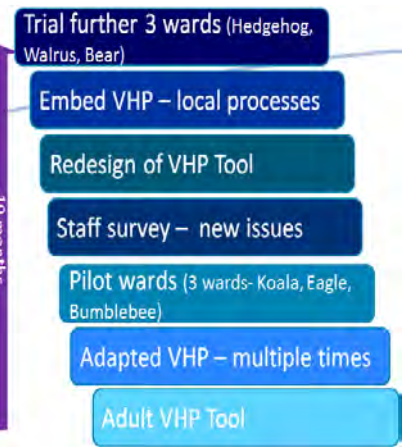 Trial further 3 wards (Hedgehog,
Walrus, Bear)
Embed VHP – local processes
Redesign of VHP Tool
Staff survey – new issues
Pilot wards (3 wards- Koala, Eagle,
Bumblebee)
Adapted VHP – multiple times
Adult VHP Tool
months